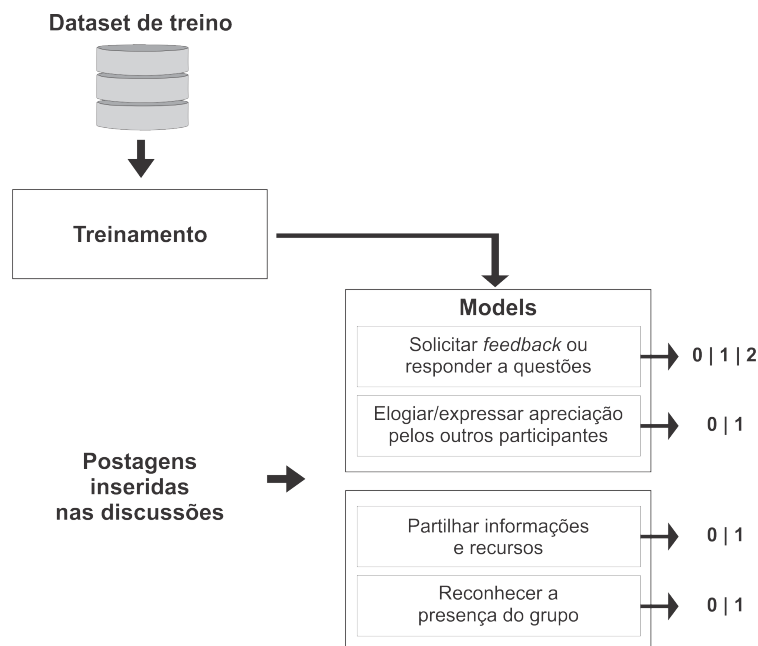 Dataset de treino
Treinamento
Models
Solicitar feedback ou
responder a questões
0 | 1 | 2
Elogiar/expressar apreciação
pelos outros participantes
0 | 1
Postagens
inseridas
nas discussões
Partilhar informações
e recursos
0 | 1
Reconhecer a
presença do grupo
0 | 1